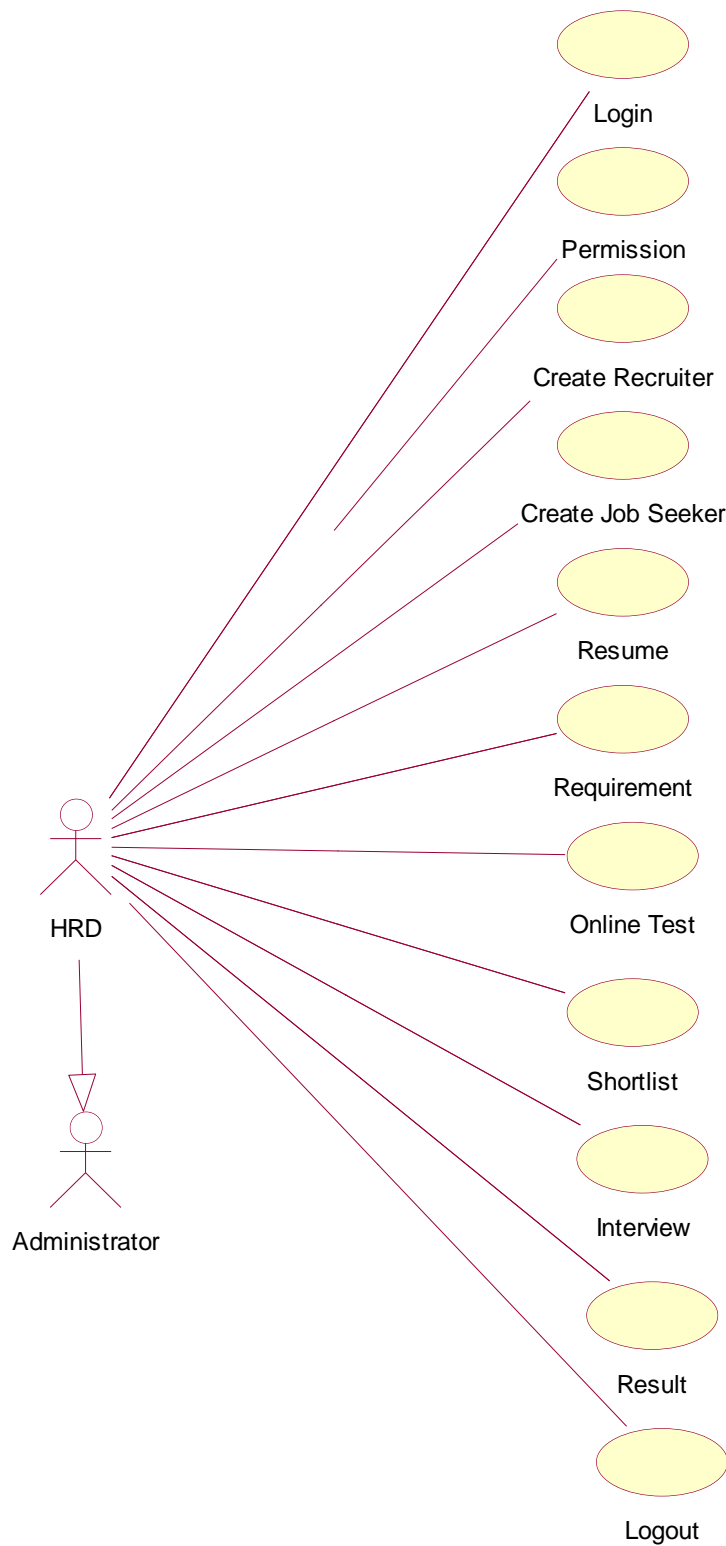 Login
Permission
Create Recruiter
Create Job Seeker
Resume
Requirement
HRD
Online Test
Shortlist
Administrator
Interview
Result
Logout